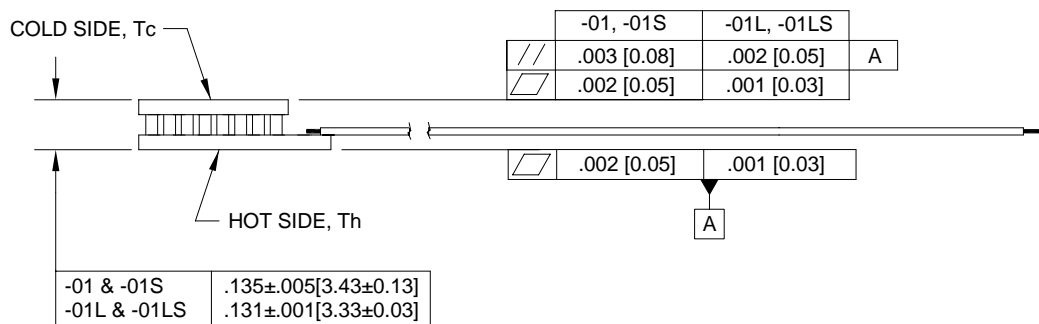 -01, -01S -01L, -01LS
COLD SIDE, Tc
// .003 [0.08] .002 [0.05] A
.002 [0.05] .001 [0.03]
.002 [0.05] .001 [0.03]
A
HOT SIDE, Th
-01 & -01S .135±.005[3.43±0.13]
-01L & -01LS .131±.001[3.33±0.03]